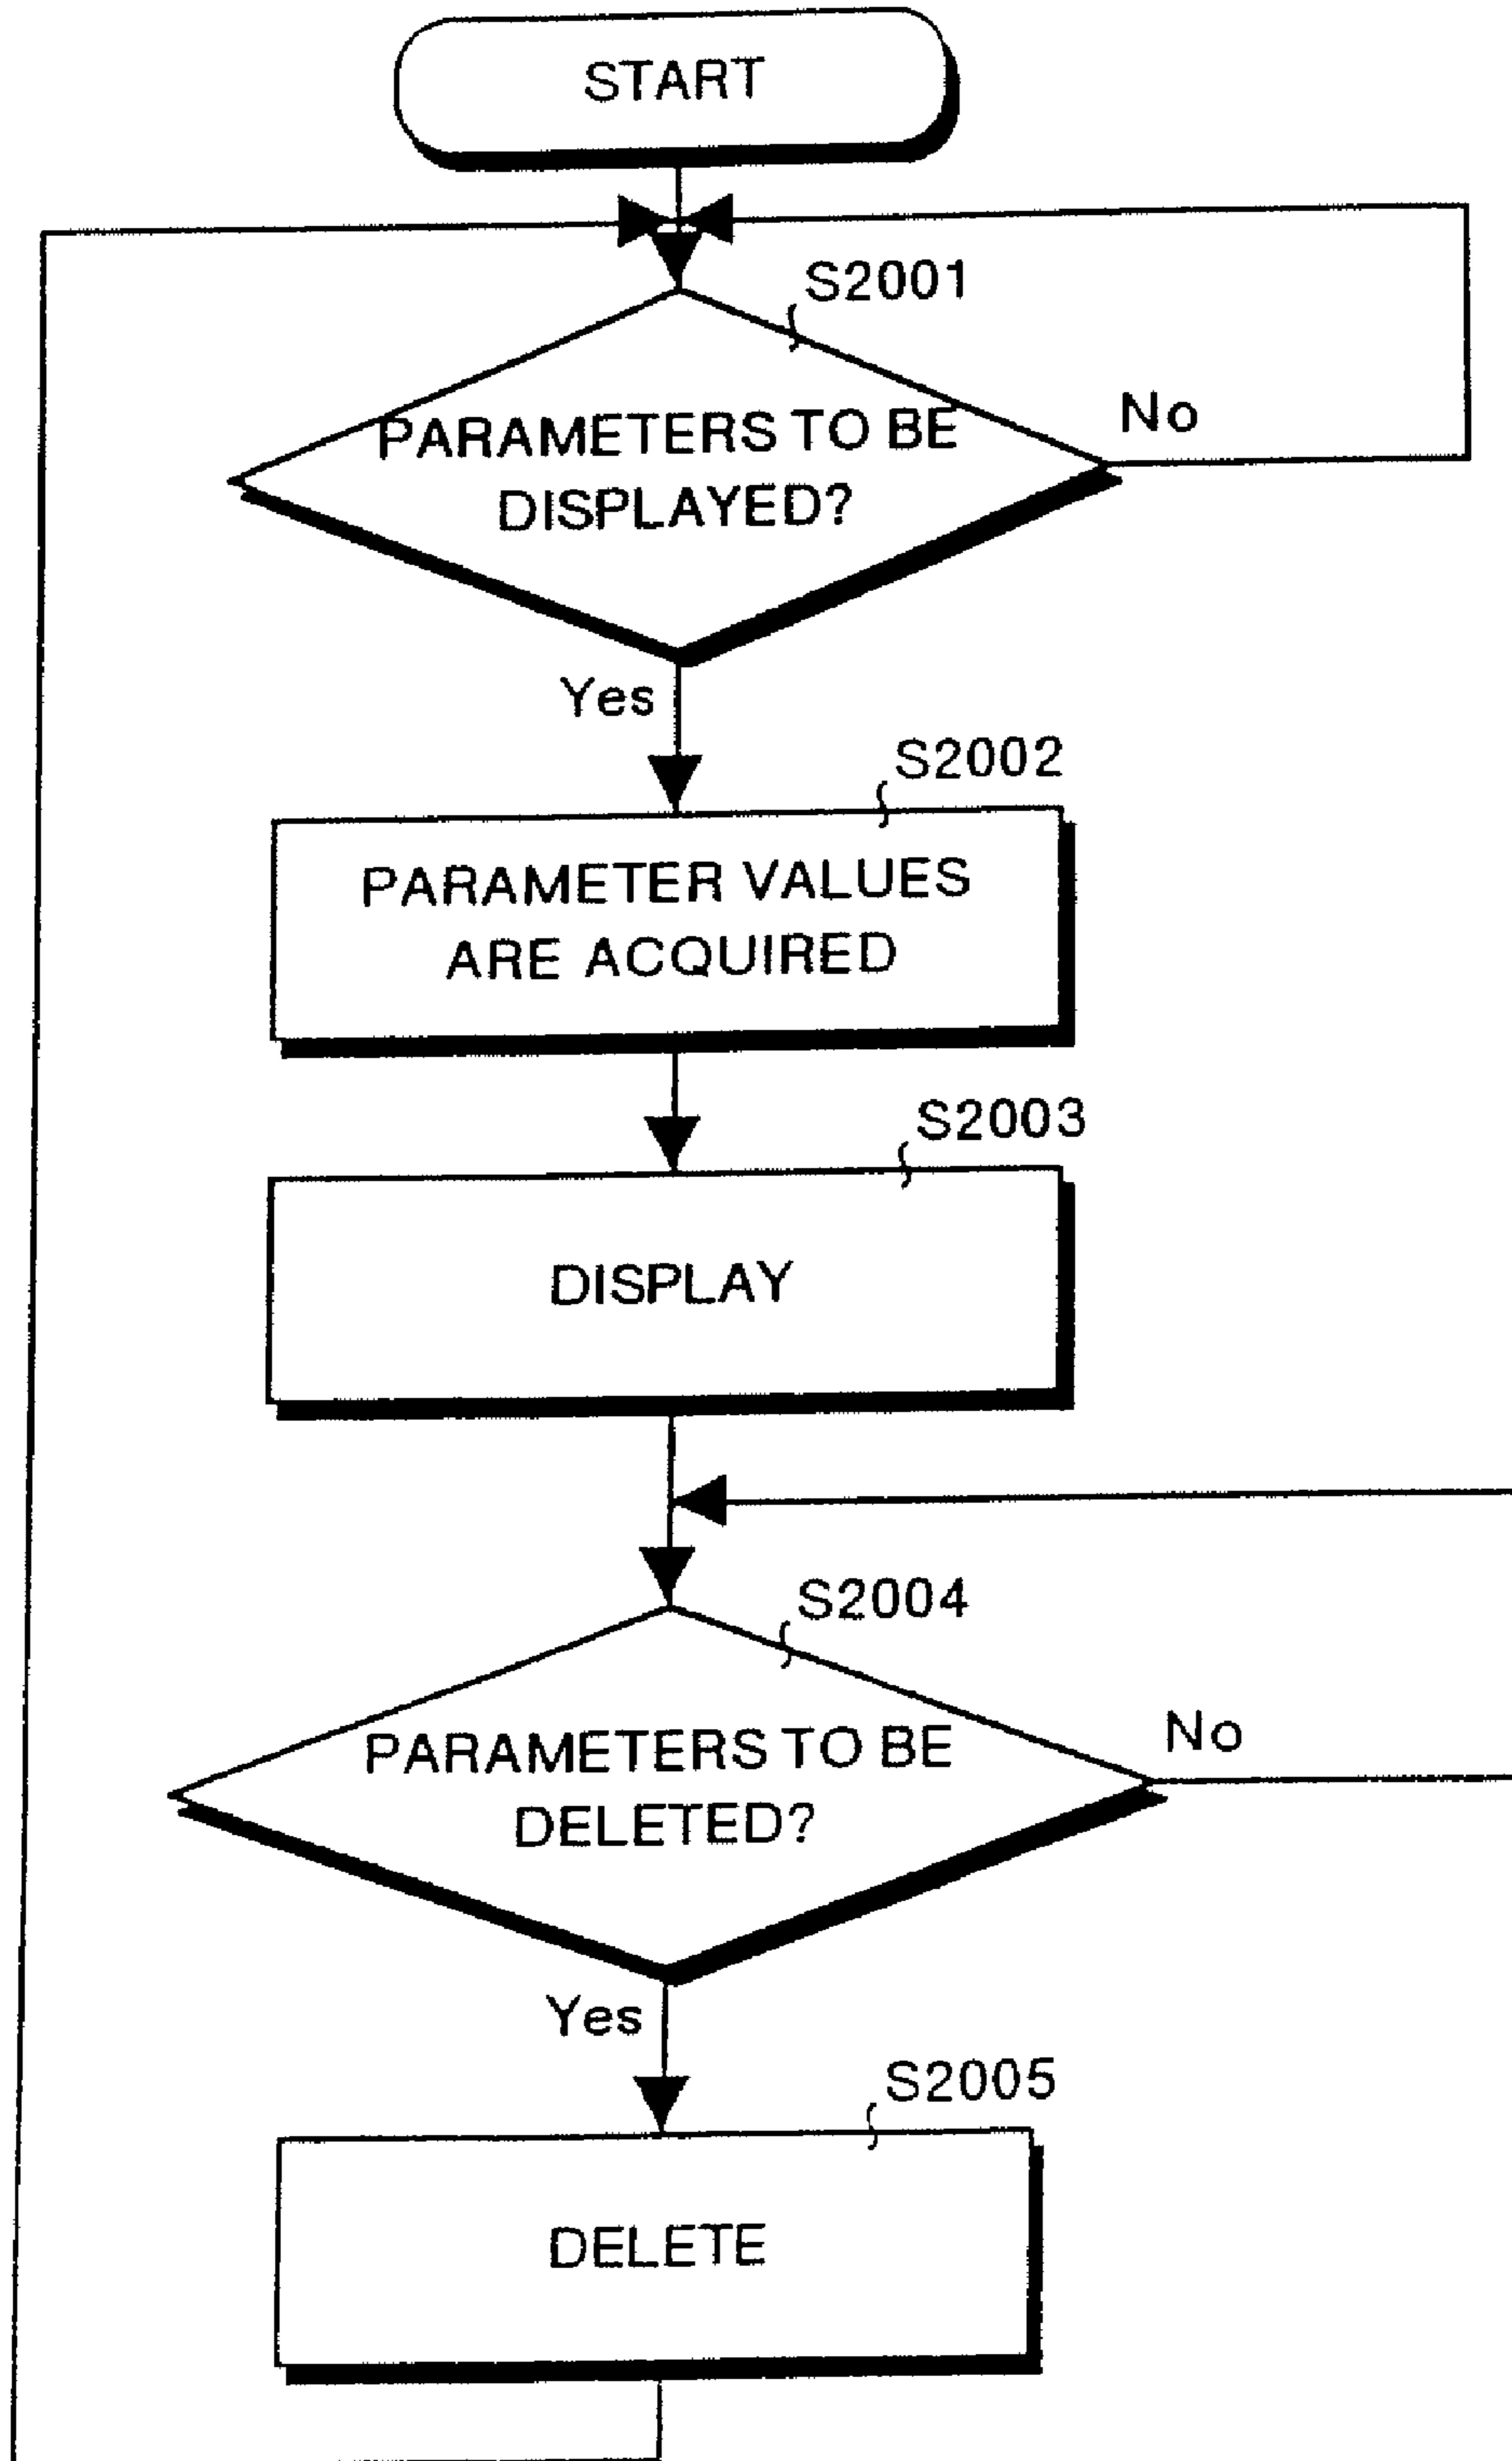 START
S2001
PARAMETERS TO BE
DISPLAYED?
No
Yes
S2002
PARAMETER VALUES
ARE ACQUIRED
S2003
DISPLAY
S2004
PARAMETERS TO BE
DELETED?
No
Yes
S2005
DELETE